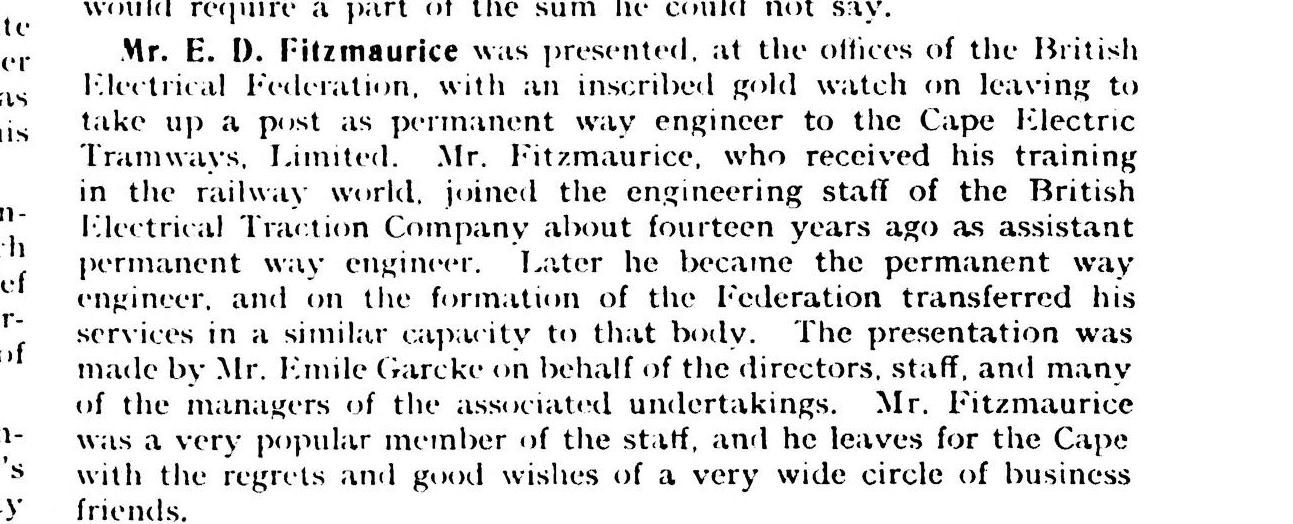 would require a part of the sum he could not say.
Mr. E. D. Fitzmaurice was presented, at the offices of the British
Electrical Federation, with an inscribed gold watch on leaving to
take up a post as permanent way engineer to the Cape Electric
Tramways, Limited. Mr. Fitzmaurice, who received his training
in the railway world, joined the engineering staff of the British
Electrical Traction Company about fourteen years ago as assistant
permanent way engineer. Later he became the permanent way
engineer, and on the formation of the Federation transferred his
services in a similar capacity to that body. The presentation was
made by Mr. Emile Garcke on behalf of the directors, staff, and many
of the managers of the associated undertakings. Mr. Fitzmaurice
was a very popular member of the staff, and he leaves for the Cape
with the regrets and good wishes of a very wide circle of business
friends.